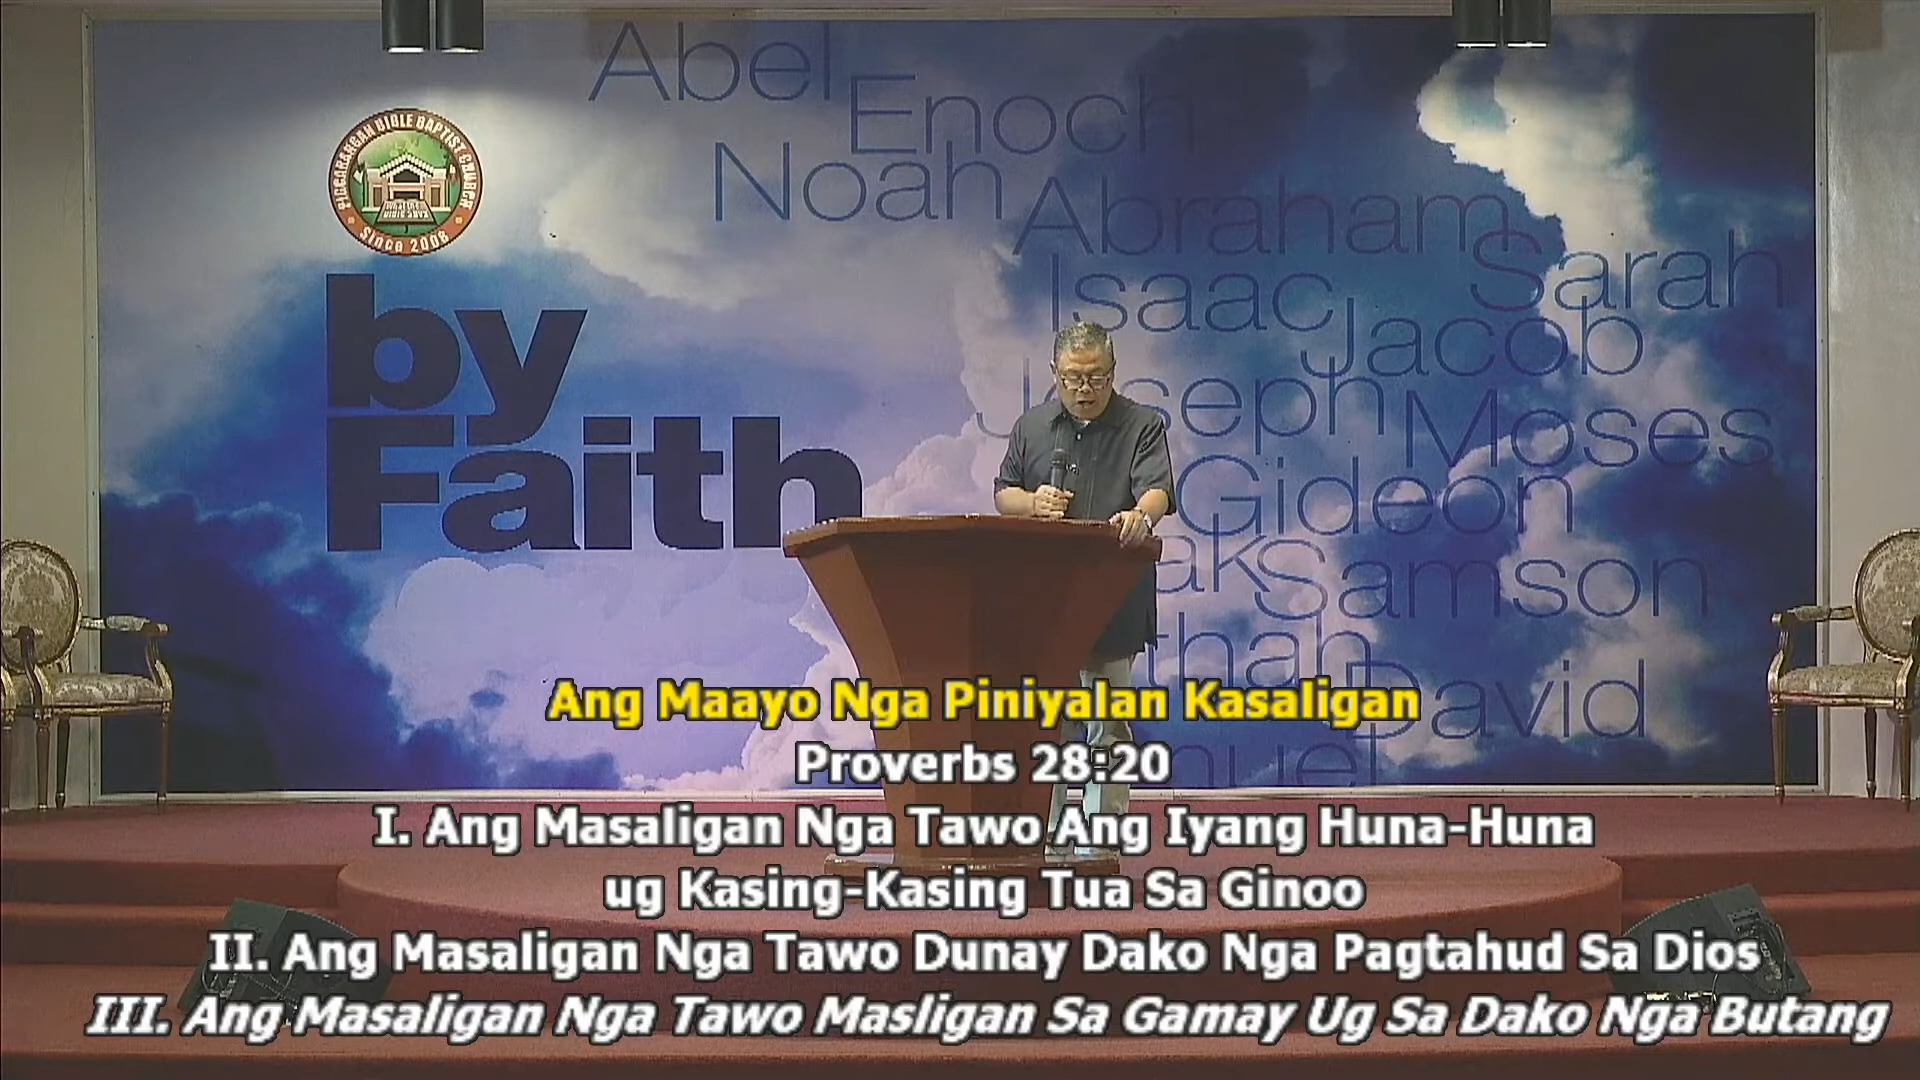 Abel
Enoch
Noah
Abraham
Sarah
Isaac
Jacob
Joseph
Moses
Gideon
Samson
David
BIBLE BAPTIST CHURCH
Since 2008
by
Faith
Ang Maayo Nga Piniyalan Kasaligan
Proverbs 28:20
I. Ang Masaligan Nga Tawo Ang Iyang Huna-Huna
ug Kasing-Kasing Tua Sa Ginoo
II. Ang Masaligan Nga Tawo Dunay Dako Nga Pagtahud Sa Dios
III. Ang Masaligan Nga Tawo Masligan Sa Gamay Ug Sa Dako Nga Butang